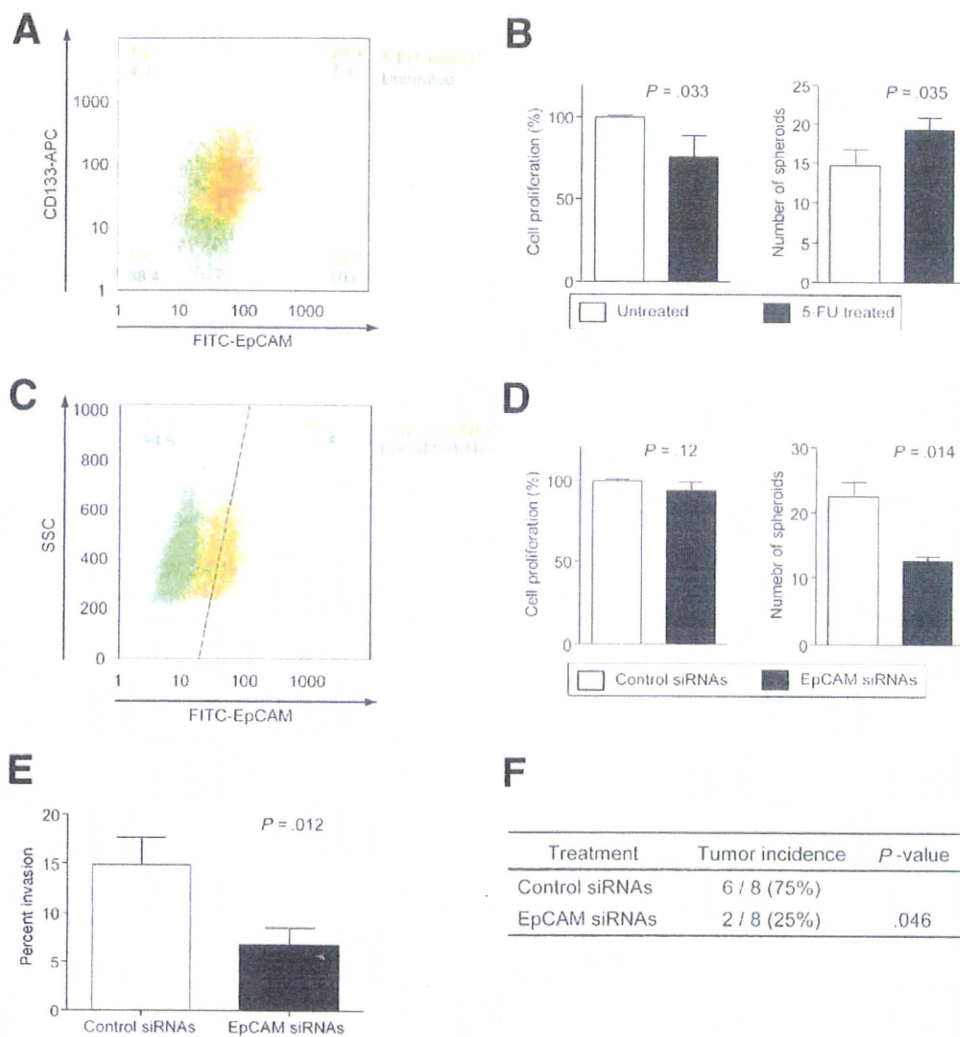 A
CD133-APC
1000
100
10
1
Untreated
38.4
1 10 100 1000
FITC-EpCAM
B
P = .033
Cell proliferation (%)
100
50
0
P = .035
Number of spheroids
25
20
15
10
5
0
Untreated
5-FU treated
C
SSC
1000
800
600
400
200
0
1 10 100 1000
FITC-EpCAM
D
P = .12
Cell proliferation (%)
100
50
0
P = .014
Numebr of spheroids
30
20
10
0
Control siRNAs
EpCAM siRNAs
E
P = .012
Percent invasion
20
15
10
5
0
Control siRNAs
EpCAM siRNAs
F
Treatment Tumor incidence P-value
Control siRNAs 6 / 8 (75%)
EpCAM siRNAs 2 / 8 (25%) .046